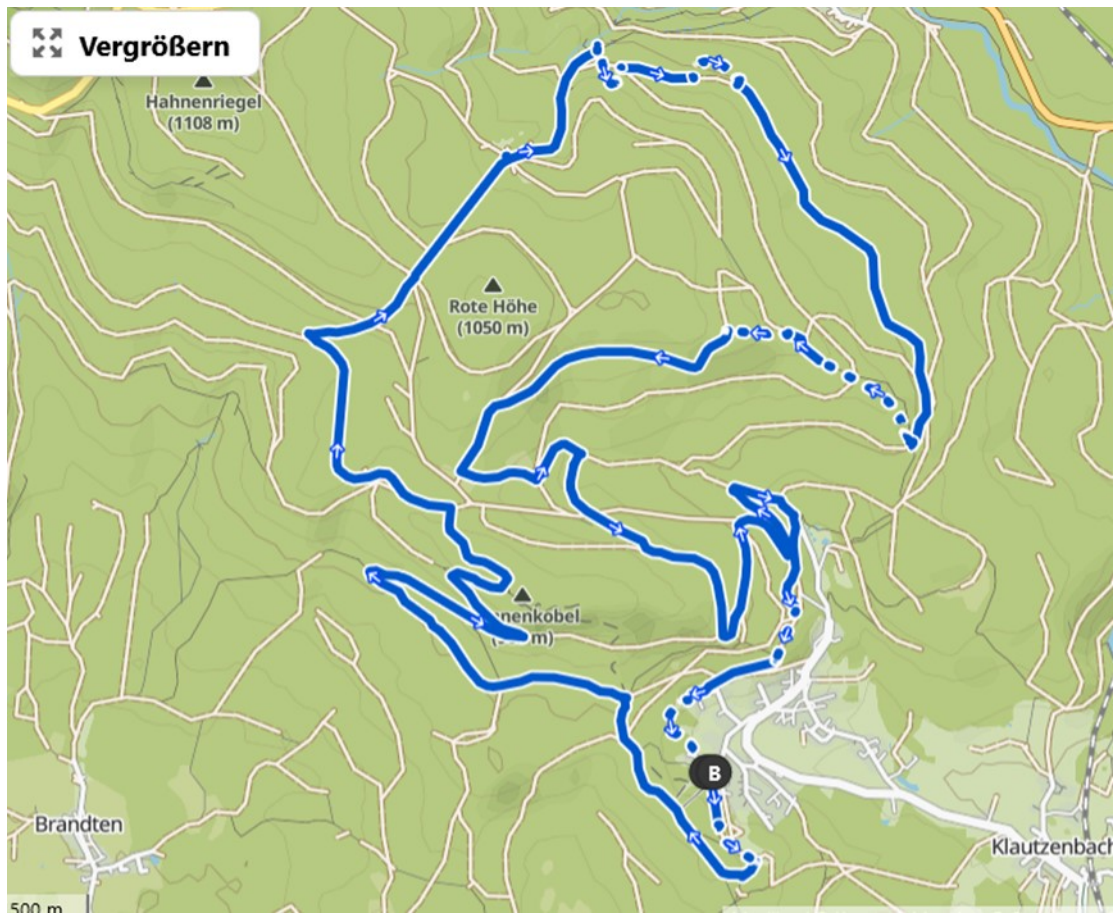 Vergrößern
Hahnenriegel
(1108 m)
Rote Höhe
(1050 m)
m)
B
Brandten
Klautzenbach
500 m